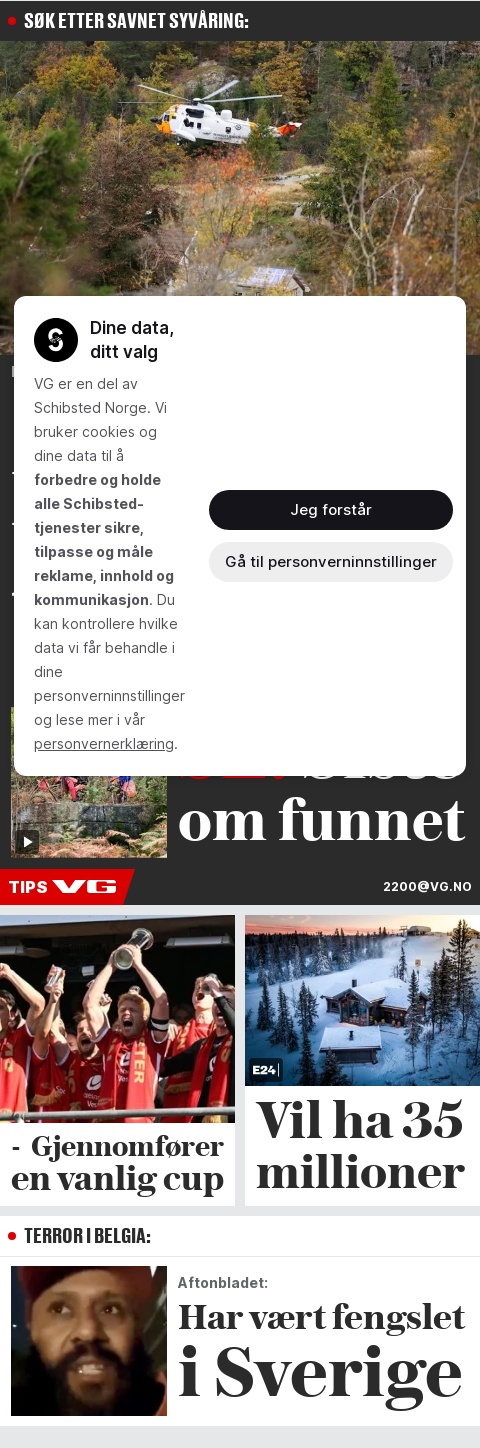 SØK ETTER SAVNET SYVÅRING:
Dine data,
ditt valg
VG er en del av
Schibsted Norge. Vi
bruker cookies og
dine data til å
forbedre og holde
alle Schibsted-
tjenester sikre,
tilpasse og måle
reklame, innhold og
kommunikasjon. Du
kan kontrollere hvilke
data vi får behandle i
dine
personverninnstillinger
og lese mer i vår
personvernerklæring.
Jeg forstår
Gå til personverninnstillinger
om funnet
TIPS VG
2200@VG.NO
- Gjennomfører
en vanlig cup
E24
Vil ha 35
millioner
TERROR I BELGIA:
Aftonbladet:
Har vært fengslet
i Sverige